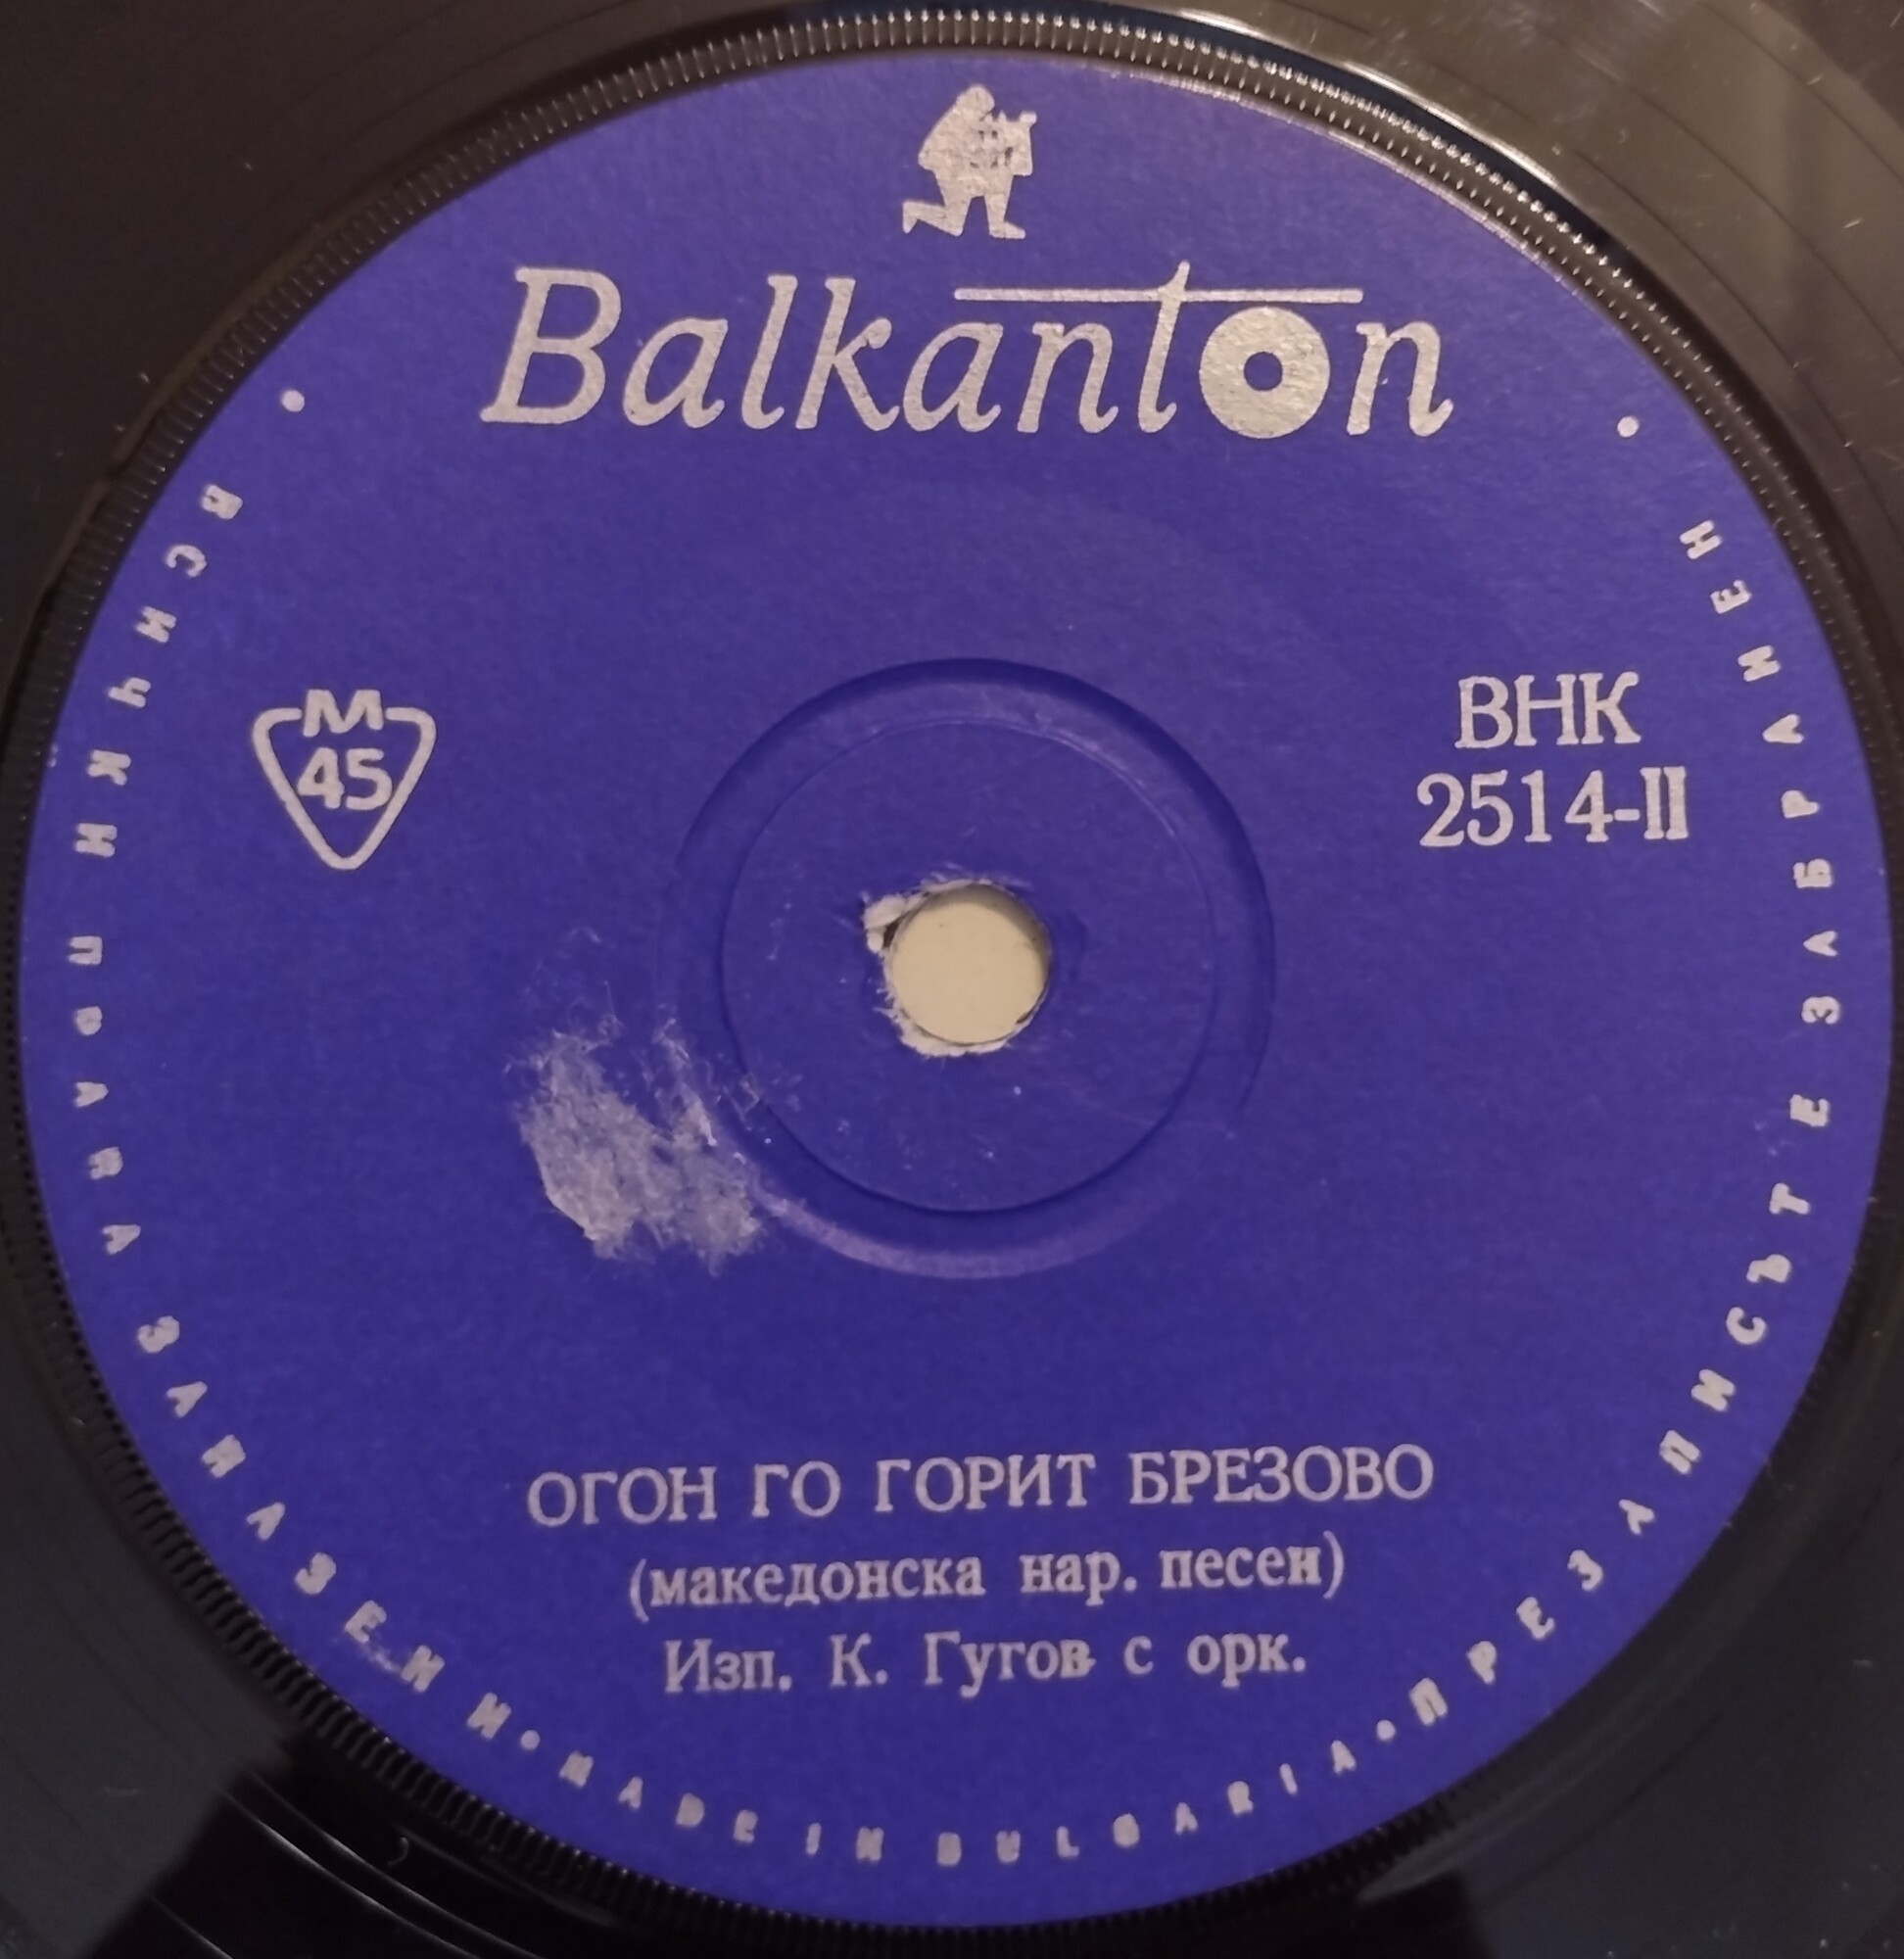 Balkanton
M
45
ВНК
2514-II
ОГОН ГО ГОРИТ БРЕЗОВО
(македонска нар. песен)
Изп. К. Гугов с орк.
ВСИЧКИ ПРАВА ЗАПАЗЕНИ • MADE IN BULGARIA • ПРЕЗАПИСЪТ Е ЗАБРАНЕН